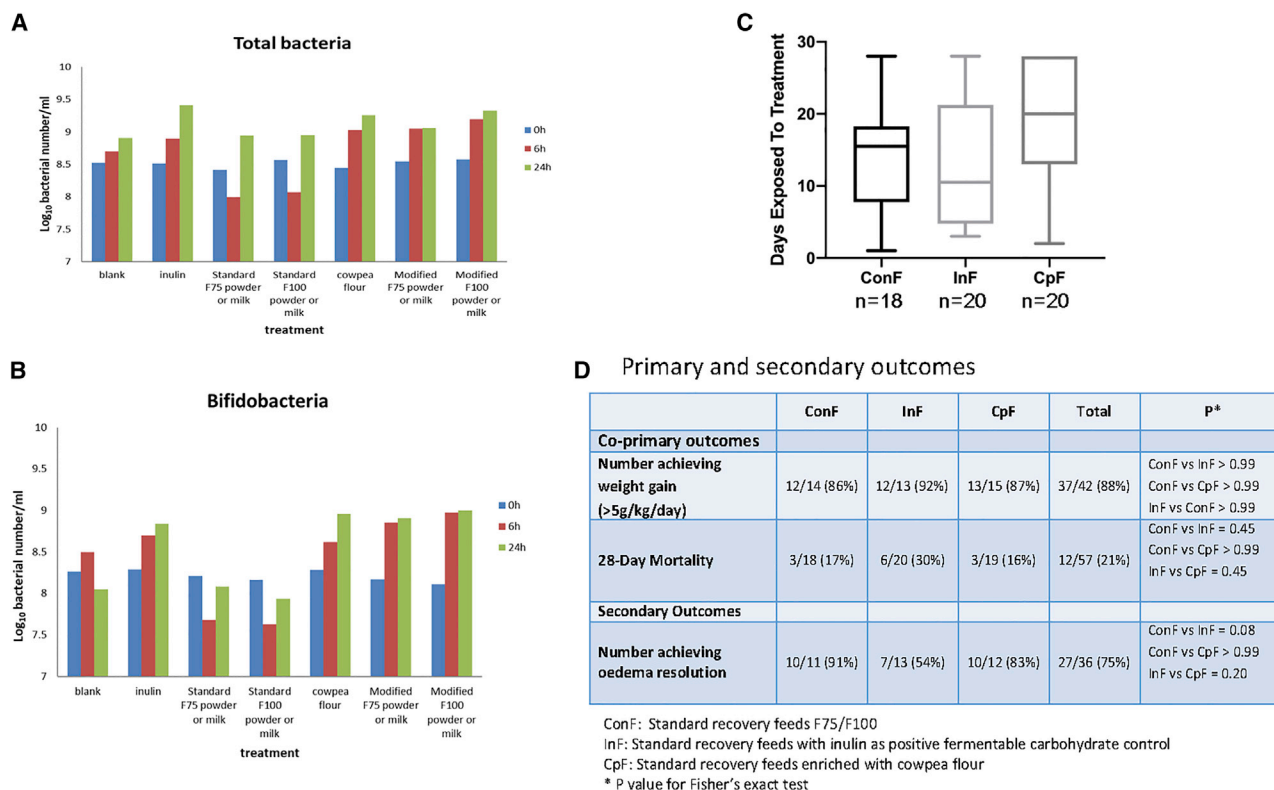 A
Total bacteria
Log10 bacterial number/ml
10
9.5
9
8.5
8
7.5
7
blank
inulin
Standard
F75 powder
or milk
Standard
F100
powder or
milk
cowpea
flour
Modified
F75 powder
or milk
Modified
F100
powder or
milk
treatment
0h
6h
24h
B
Bifidobacteria
Log10 bacterial number/ml
10
9.5
9
8.5
8
7.5
7
blank
inulin
Standard
F75 powder
or milk
Standard
F100
powder or
milk
cowpea
flour
Modified
F75 powder
or milk
Modified
F100
powder or
milk
treatment
0h
6h
24h
C
Days Exposed To Treatment
30
20
10
0
ConF InF CpF
n=18 n=20 n=20
D Primary and secondary outcomes
ConF InF CpF Total P*
Co-primary outcomes
Number achieving
weight gain
(>5g/kg/day)
12/14 (86%) 12/13 (92%) 13/15 (87%) 37/42 (88%)
ConF vs InF > 0.99
ConF vs CpF > 0.99
InF vs ConF > 0.99
28-Day Mortality 3/18 (17%) 6/20 (30%) 3/19 (16%) 12/57 (21%)
ConF vs InF = 0.45
ConF vs CpF > 0.99
InF vs CpF = 0.45
Secondary Outcomes
Number achieving
oedema resolution
10/11 (91%) 7/13 (54%) 10/12 (83%) 27/36 (75%)
ConF vs InF = 0.08
ConF vs CpF > 0.99
InF vs CpF = 0.20
ConF: Standard recovery feeds F75/F100
InF: Standard recovery feeds with inulin as positive fermentable carbohydrate control
CpF: Standard recovery feeds enriched with cowpea flour
* P value for Fisher's exact test